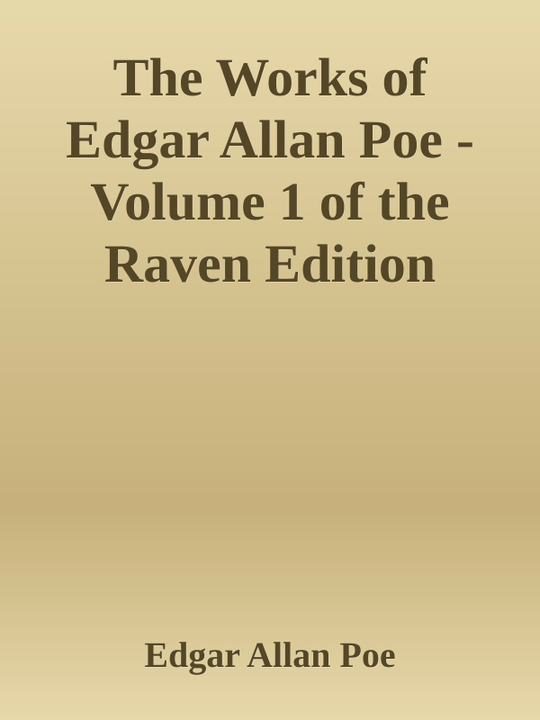 The Works of
Edgar Allan Poe -
Volume 1 of the
Raven Edition
Edgar Allan Poe